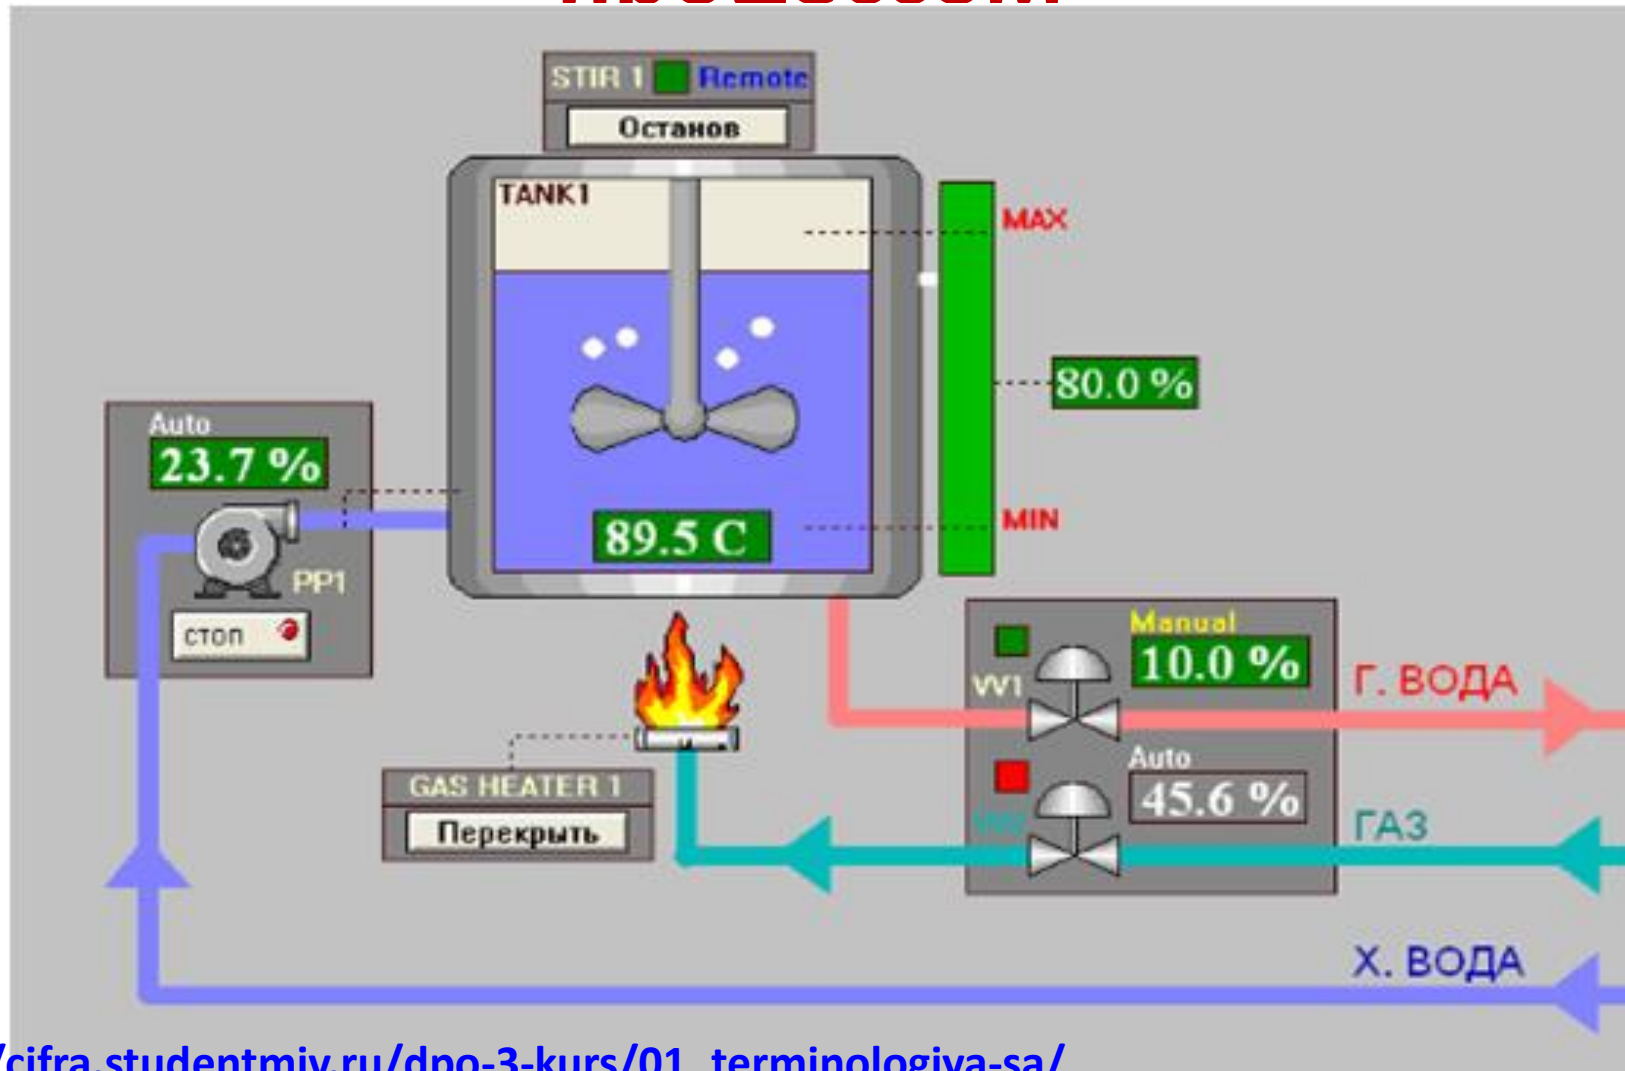 STIR 1 Remote
Останов
TANK1
MAX
80.0 %
Auto
23.7 %
MIN
89.5 C
PP1
стоп
Manual
10.0 %
VV1
Г. ВОДА
Auto
45.6 %
GAS HEATER 1
Перекрыть
ГАЗ
Х. ВОДА
/cifra.studentmiv.ru/dpo-3-kurs/01_terminologiya-sa/